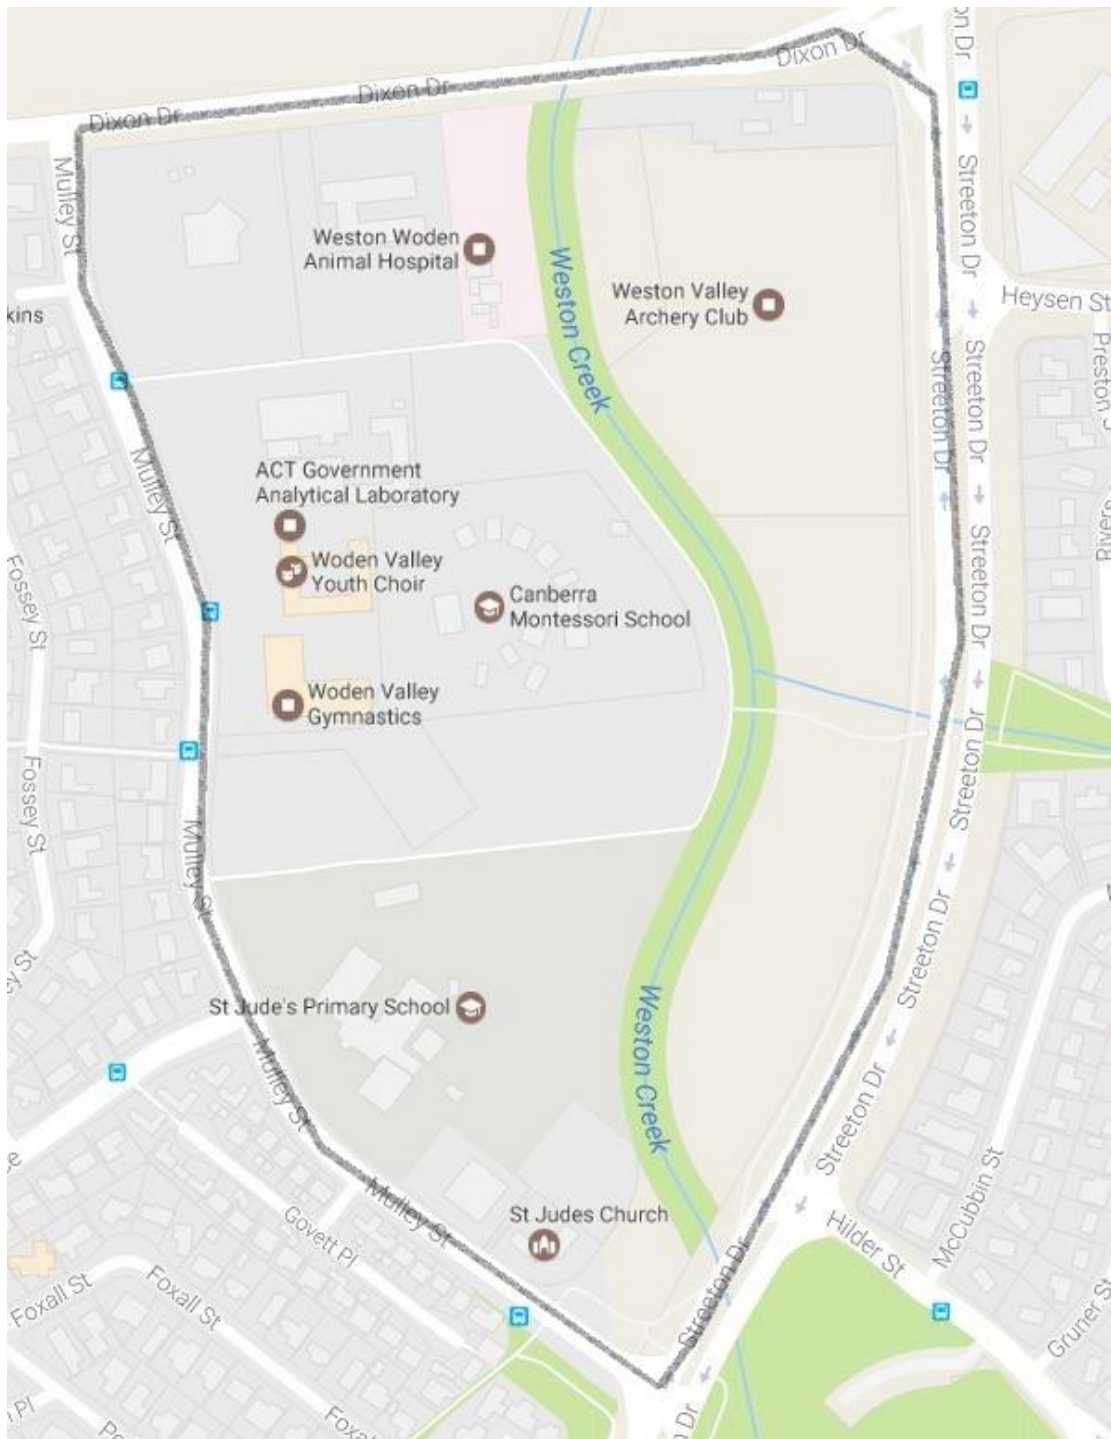 on Dr
Dixon Dr
Dixon Dr
Dixon Dr
Mulley St
Streeton Dr
Weston Woden
Animal Hospital
Weston Creek
Weston Valley
Archery Club
Heysen St
kins
Streeton Dr
Streeton Dr
Mulley St
ACT Government
Analytical Laboratory
Woden Valley
Youth Choir
Canberra
Montessori School
Fossey St
Streeton Dr
Woden Valley
Gymnastics
Streeton Dr
Fossey St
Mulley St
Streeton Dr
St Jude's Primary School
Weston Creek
Mulley St
Streeton Dr
Mulley St
St Judes Church
Govett Pl
Hilder St
McCubbin St
Streeton Dr
Foxall St
Foxall St
Gruner St
Pl
n Dr